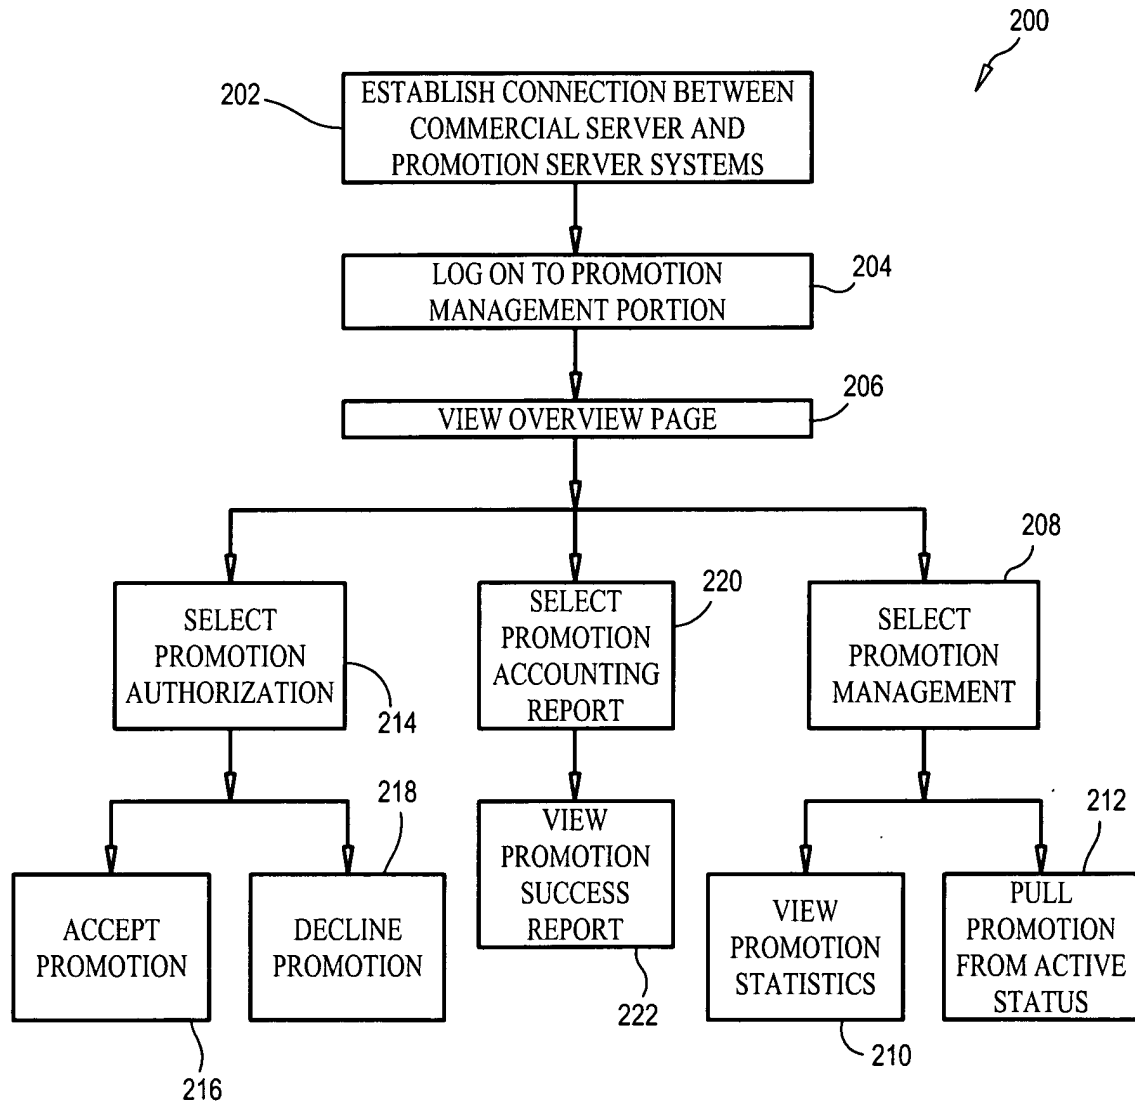 200
202
ESTABLISH CONNECTION BETWEEN
COMMERCIAL SERVER AND
PROMOTION SERVER SYSTEMS
LOG ON TO PROMOTION
MANAGEMENT PORTION
204
VIEW OVERVIEW PAGE
206
SELECT
PROMOTION
AUTHORIZATION
214
SELECT
PROMOTION
ACCOUNTING
REPORT
220
SELECT
PROMOTION
MANAGEMENT
208
ACCEPT
PROMOTION
216
DECLINE
PROMOTION
218
VIEW
PROMOTION
SUCCESS
REPORT
222
VIEW
PROMOTION
STATISTICS
210
PULL
PROMOTION
FROM ACTIVE
STATUS
212